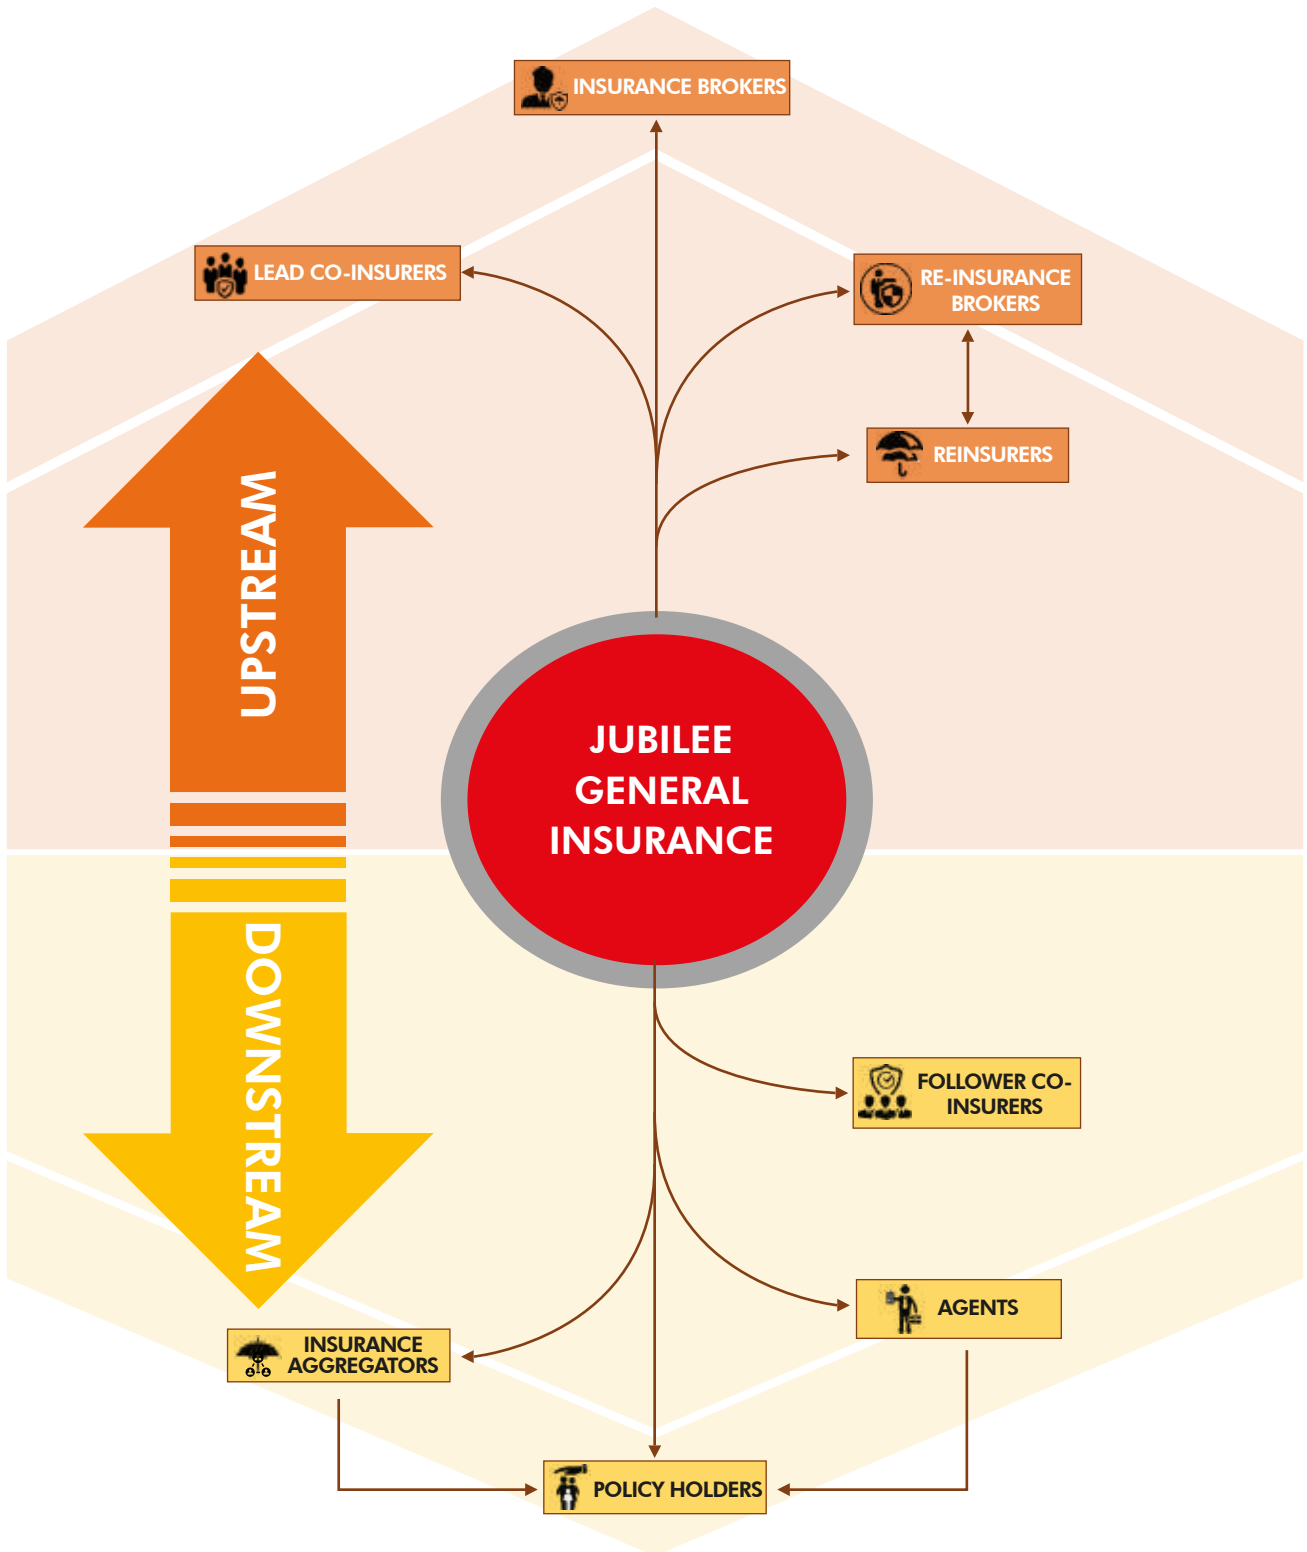 INSURANCE BROKERS
LEAD CO-INSURERS
RE-INSURANCE
BROKERS
REINSURERS
UPSTREAM
JUBILEE
GENERAL
INSURANCE
DOWNSTREAM
FOLLOWER CO-
INSURERS
AGENTS
INSURANCE
AGGREGATORS
POLICY HOLDERS